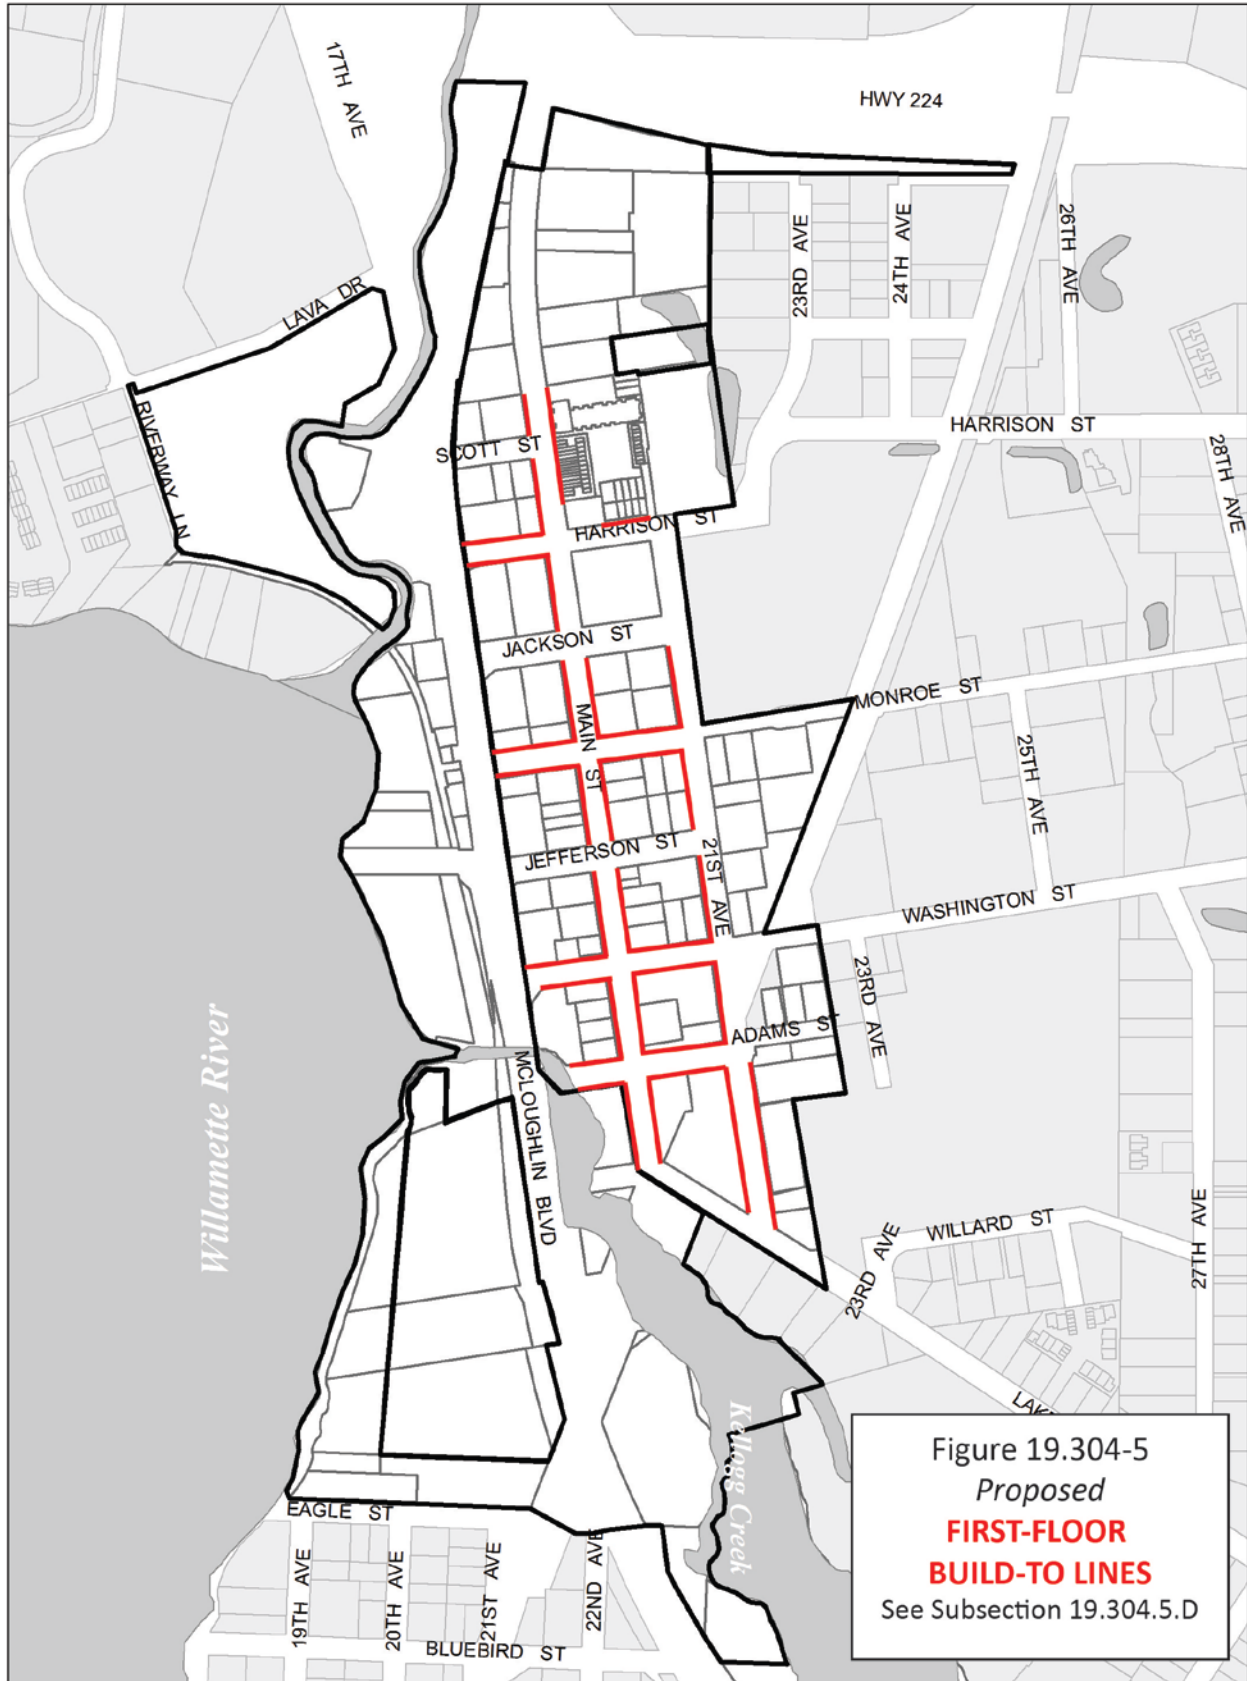 17TH AVE
HWY 224
23RD AVE
24TH AVE
26TH AVE
LAVA DR
RIVERWAY LN
SCOTT ST
HARRISON ST
HARRISON ST
28TH AVE
JACKSON ST
MAIN ST
MONROE ST
25TH AVE
JEFFERSON ST
21ST AVE
WASHINGTON ST
23RD AVE
ADAMS ST
Willamette River
MCLOUGHLIN BLVD
WILLARD ST
23RD AVE
27TH AVE
Kellogg Creek
EAGLE ST
19TH AVE
20TH AVE
21ST AVE
22ND AVE
BLUEBIRD ST
Figure 19.304-5
Proposed
FIRST-FLOOR
BUILD-TO LINES
See Subsection 19.304.5.D